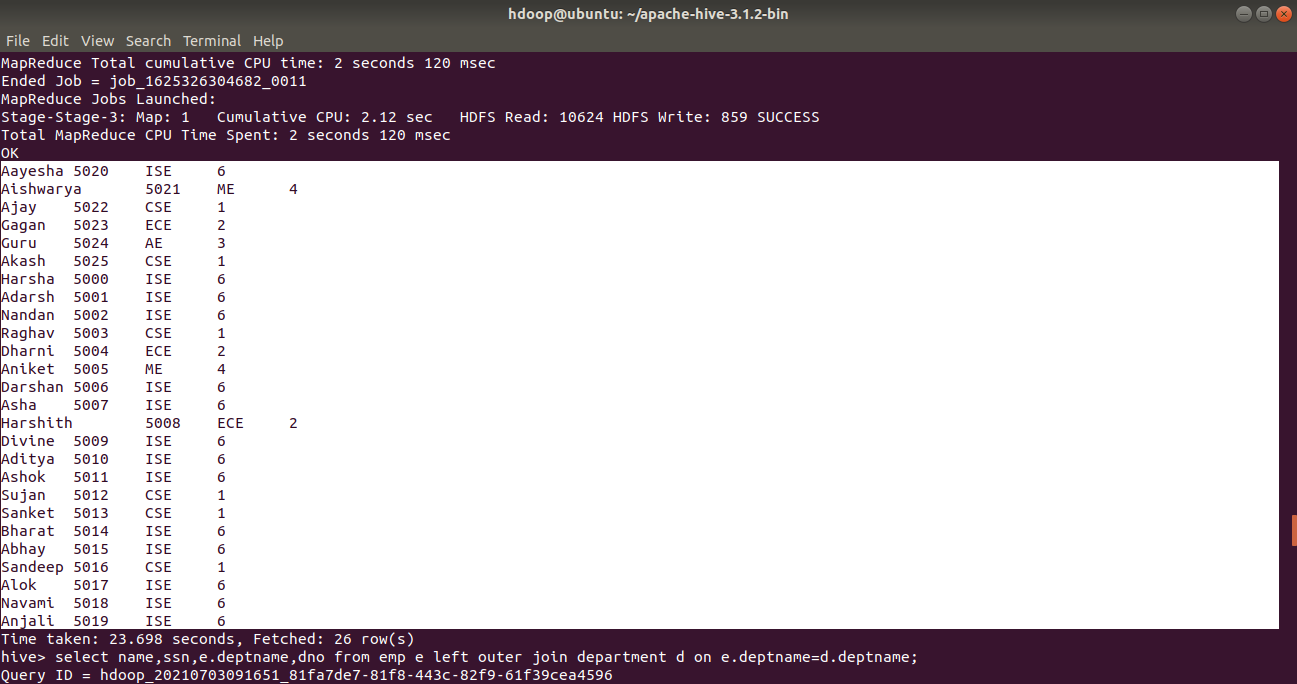 hdoop@ubuntu: ~/apache-hive-3.1.2-bin
File Edit View Search Terminal Help
MapReduce Total cumulative CPU time: 2 seconds 120 msec
Ended Job = job_1625326304682_0011
MapReduce Jobs Launched:
Stage-Stage-3: Map: 1   Cumulative CPU: 2.12 sec   HDFS Read: 10624 HDFS Write: 859 SUCCESS
Total MapReduce CPU Time Spent: 2 seconds 120 msec
OK
Aayesha 5020    ISE     6
Aishwarya       5021    ME      4
Ajay    5022    CSE     1
Gagan   5023    ECE     2
Guru    5024    AE      3
Akash   5025    CSE     1
Harsha  5000    ISE     6
Adarsh  5001    ISE     6
Nandan  5002    ISE     6
Raghav  5003    CSE     1
Dharni  5004    ECE     2
Aniket  5005    ME      4
Darshan 5006    ISE     6
Asha    5007    ISE     6
Harshith        5008    ECE     2
Divine  5009    ISE     6
Aditya  5010    ISE     6
Ashok   5011    ISE     6
Sujan   5012    CSE     1
Sanket  5013    CSE     1
Bharat  5014    ISE     6
Abhay   5015    ISE     6
Sandeep 5016    CSE     1
Alok    5017    ISE     6
Navami  5018    ISE     6
Anjali  5019    ISE     6
Time taken: 23.698 seconds, Fetched: 26 row(s)
hive> select name,ssn,e.deptname,dno from emp e left outer join department d on e.deptname=d.deptname;
Query ID = hdoop_20210703091651_81fa7de7-81f8-443c-82f9-61f39cea4596